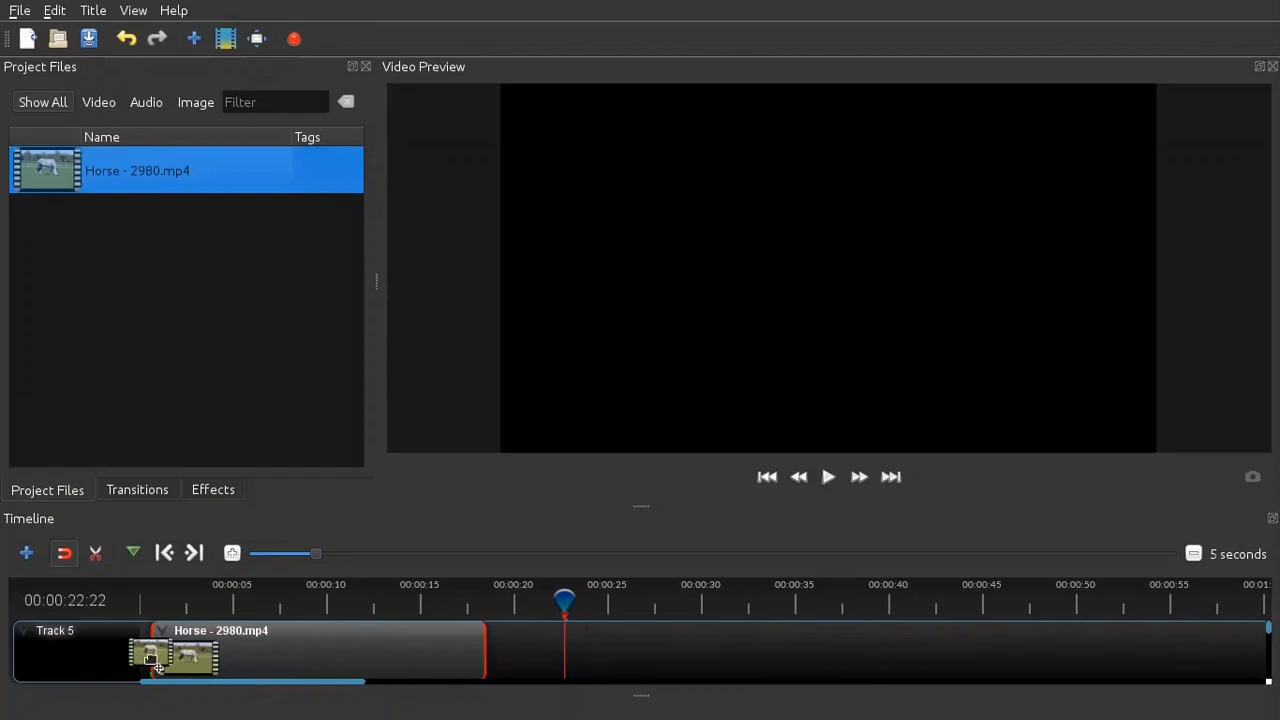 File Edit Title View Help
Project Files
Video Preview
Show All Video Audio Image Filter
Name Tags
Horse - 2980.mp4
Project Files Transitions Effects
Timeline
5 seconds
00:00:22:22
00:00:05 00:00:10 00:00:15 00:00:20 00:00:25 00:00:30 00:00:35 00:00:40 00:00:45 00:00:50 00:00:55 00:01:
Track 5 Horse - 2980.mp4